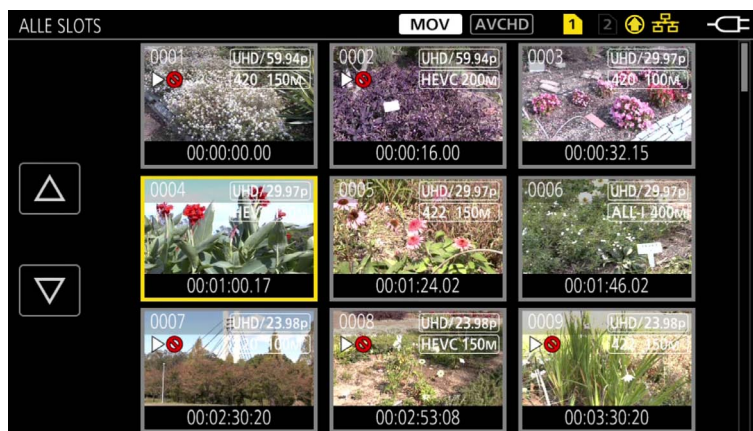 ALLE SLOTS
MOV
AVCHD
1
2
0001
UHD/59.94p
420 150M
00:00:00.00
0002
UHD/59.94p
HEVC 200M
00:00:16.00
0003
UHD/29.97p
420 100M
00:00:32.15
0004
UHD/29.97p
00:01:00.17
0005
UHD/29.97p
422 150M
00:01:24.02
0006
UHD/29.97p
ALL-I 400M
00:01:46.02
0007
UHD/23.98p
420 100M
00:02:30:20
0008
UHD/23.98p
HEVC 150M
00:02:53:08
0009
UHD/23.98p
422 150M
00:03:30:20